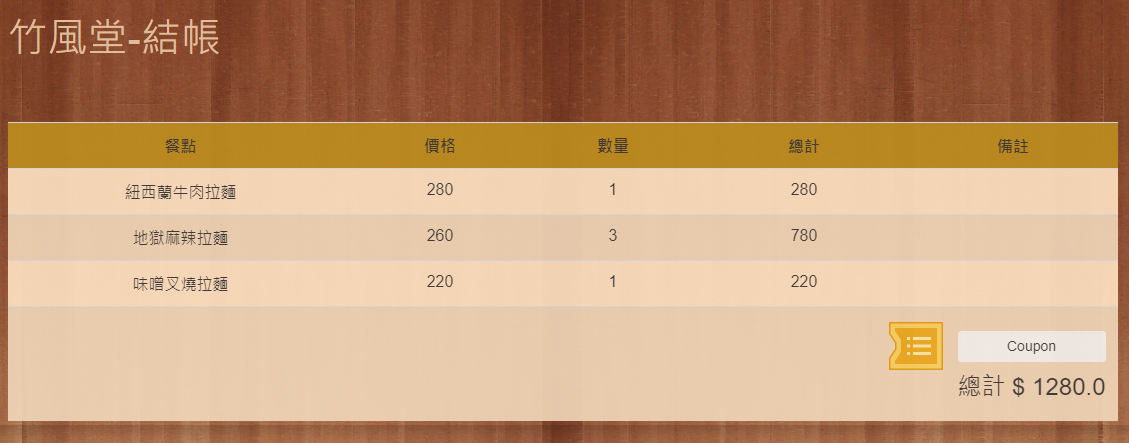 竹風堂-結帳
餐點 價格 數量 總計 備註
紐西蘭牛肉拉麵 280 1 280
地獄麻辣拉麵 260 3 780
味噌叉燒拉麵 220 1 220
Coupon
總計 $ 1280.0